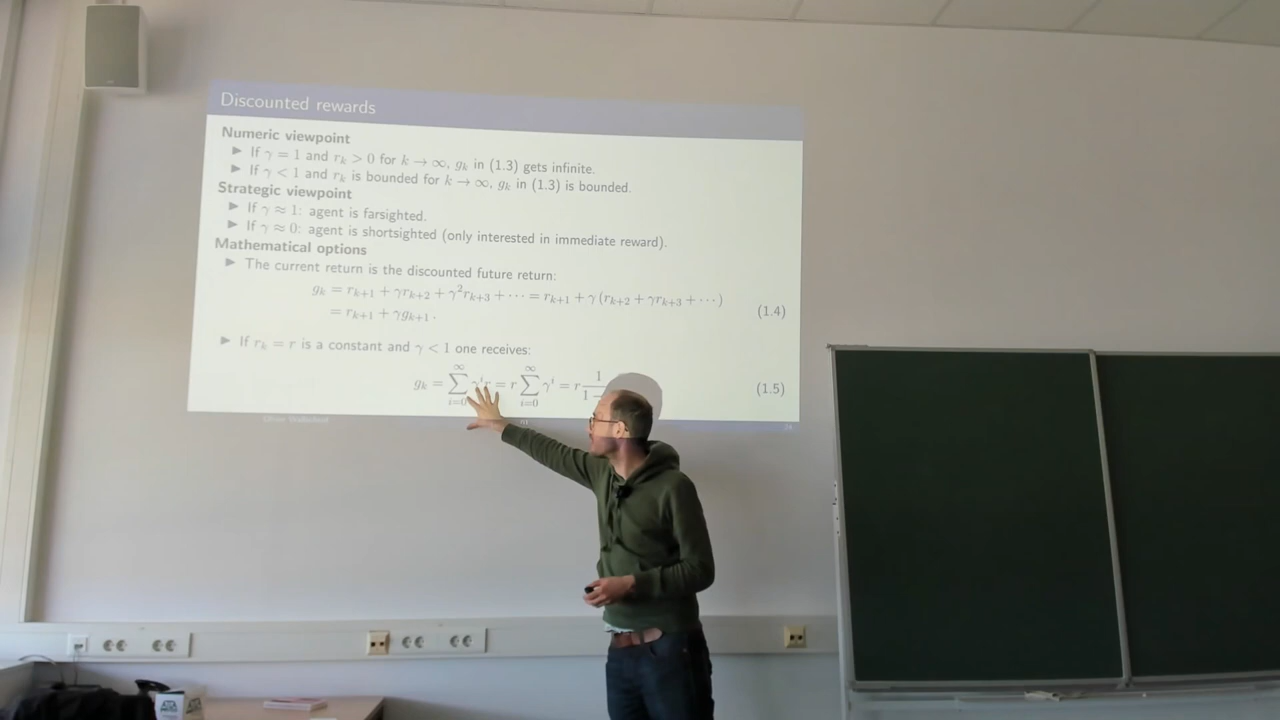 Discounted rewards
Numeric viewpoint
▶ If γ = 1 and r_k > 0 for k → ∞, g_k in (1.3) gets infinite.
▶ If γ < 1 and r_k is bounded for k → ∞, g_k in (1.3) is bounded.
Strategic viewpoint
▶ If γ ≈ 1: agent is farsighted.
▶ If γ ≈ 0: agent is shortsighted (only interested in immediate reward).
Mathematical options
▶ The current return is the discounted future return:
g_k = r_{k+1} + γr_{k+2} + γ²r_{k+3} + ··· = r_{k+1} + γ(r_{k+2} + γr_{k+3} + ···)
= r_{k+1} + γg_{k+1}. (1.4)
▶ If r_k = r is a constant and γ < 1 one receives:
g_k = ∑_{i=0}^{∞} γ^i r = r ∑_{i=0}^{∞} γ^i = r 1 / 1 − (1.5)